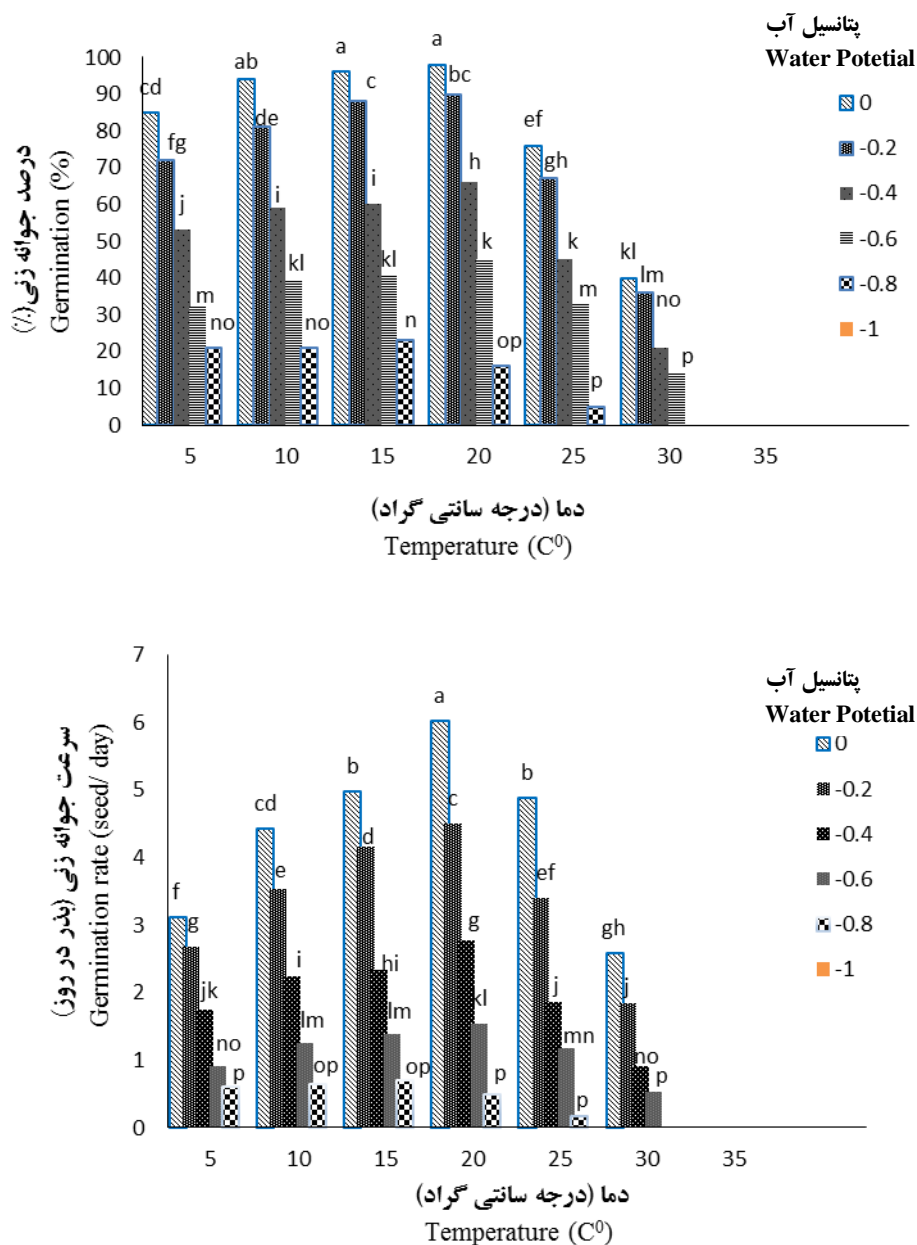 پتانسیل آب
Water Potetial
0
-0.2
-0.4
-0.6
-0.8
-1
درصد جوانه زنی(٪)
Germination (%)
100
90
80
70
60
50
40
30
20
10
0
cd fg j m no
ab de i kl no
a c i kl n
a bc h k op
ef gh k m p
kl lm no p
5 10 15 20 25 30 35
دما (درجه سانتی گراد)
Temperature (C⁰)
پتانسیل آب
Water Potetial
0
-0.2
-0.4
-0.6
-0.8
-1
سرعت جوانه زنی (بذر در روز)
Germination rate (seed/ day)
7
6
5
4
3
2
1
0
f g jk no p
cd e i lm op
b d hi lm op
a c g kl p
b ef j mn p
gh j no p
5 10 15 20 25 30 35
دما (درجه سانتی گراد)
Temperature (C⁰)